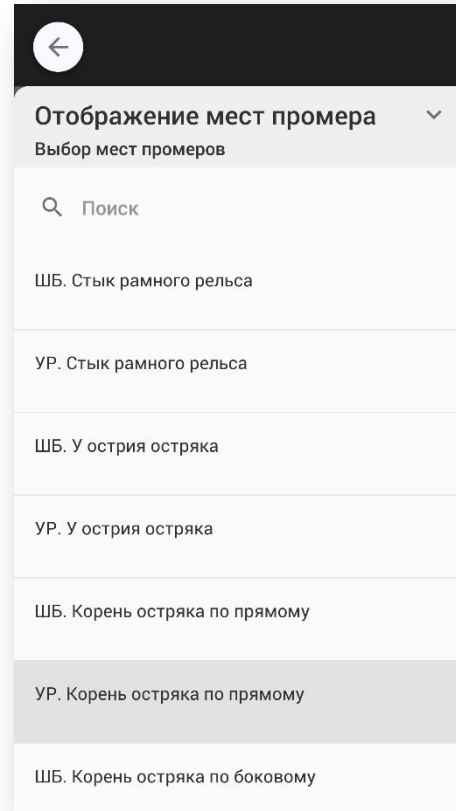 Отображение мест промера
Выбор мест промеров
Поиск
ШБ. Стык рамного рельса
УР. Стык рамного рельса
ШБ. У острия остряка
УР. У острия остряка
ШБ. Корень остряка по прямому
УР. Корень остряка по прямому
ШБ. Корень остряка по боковому